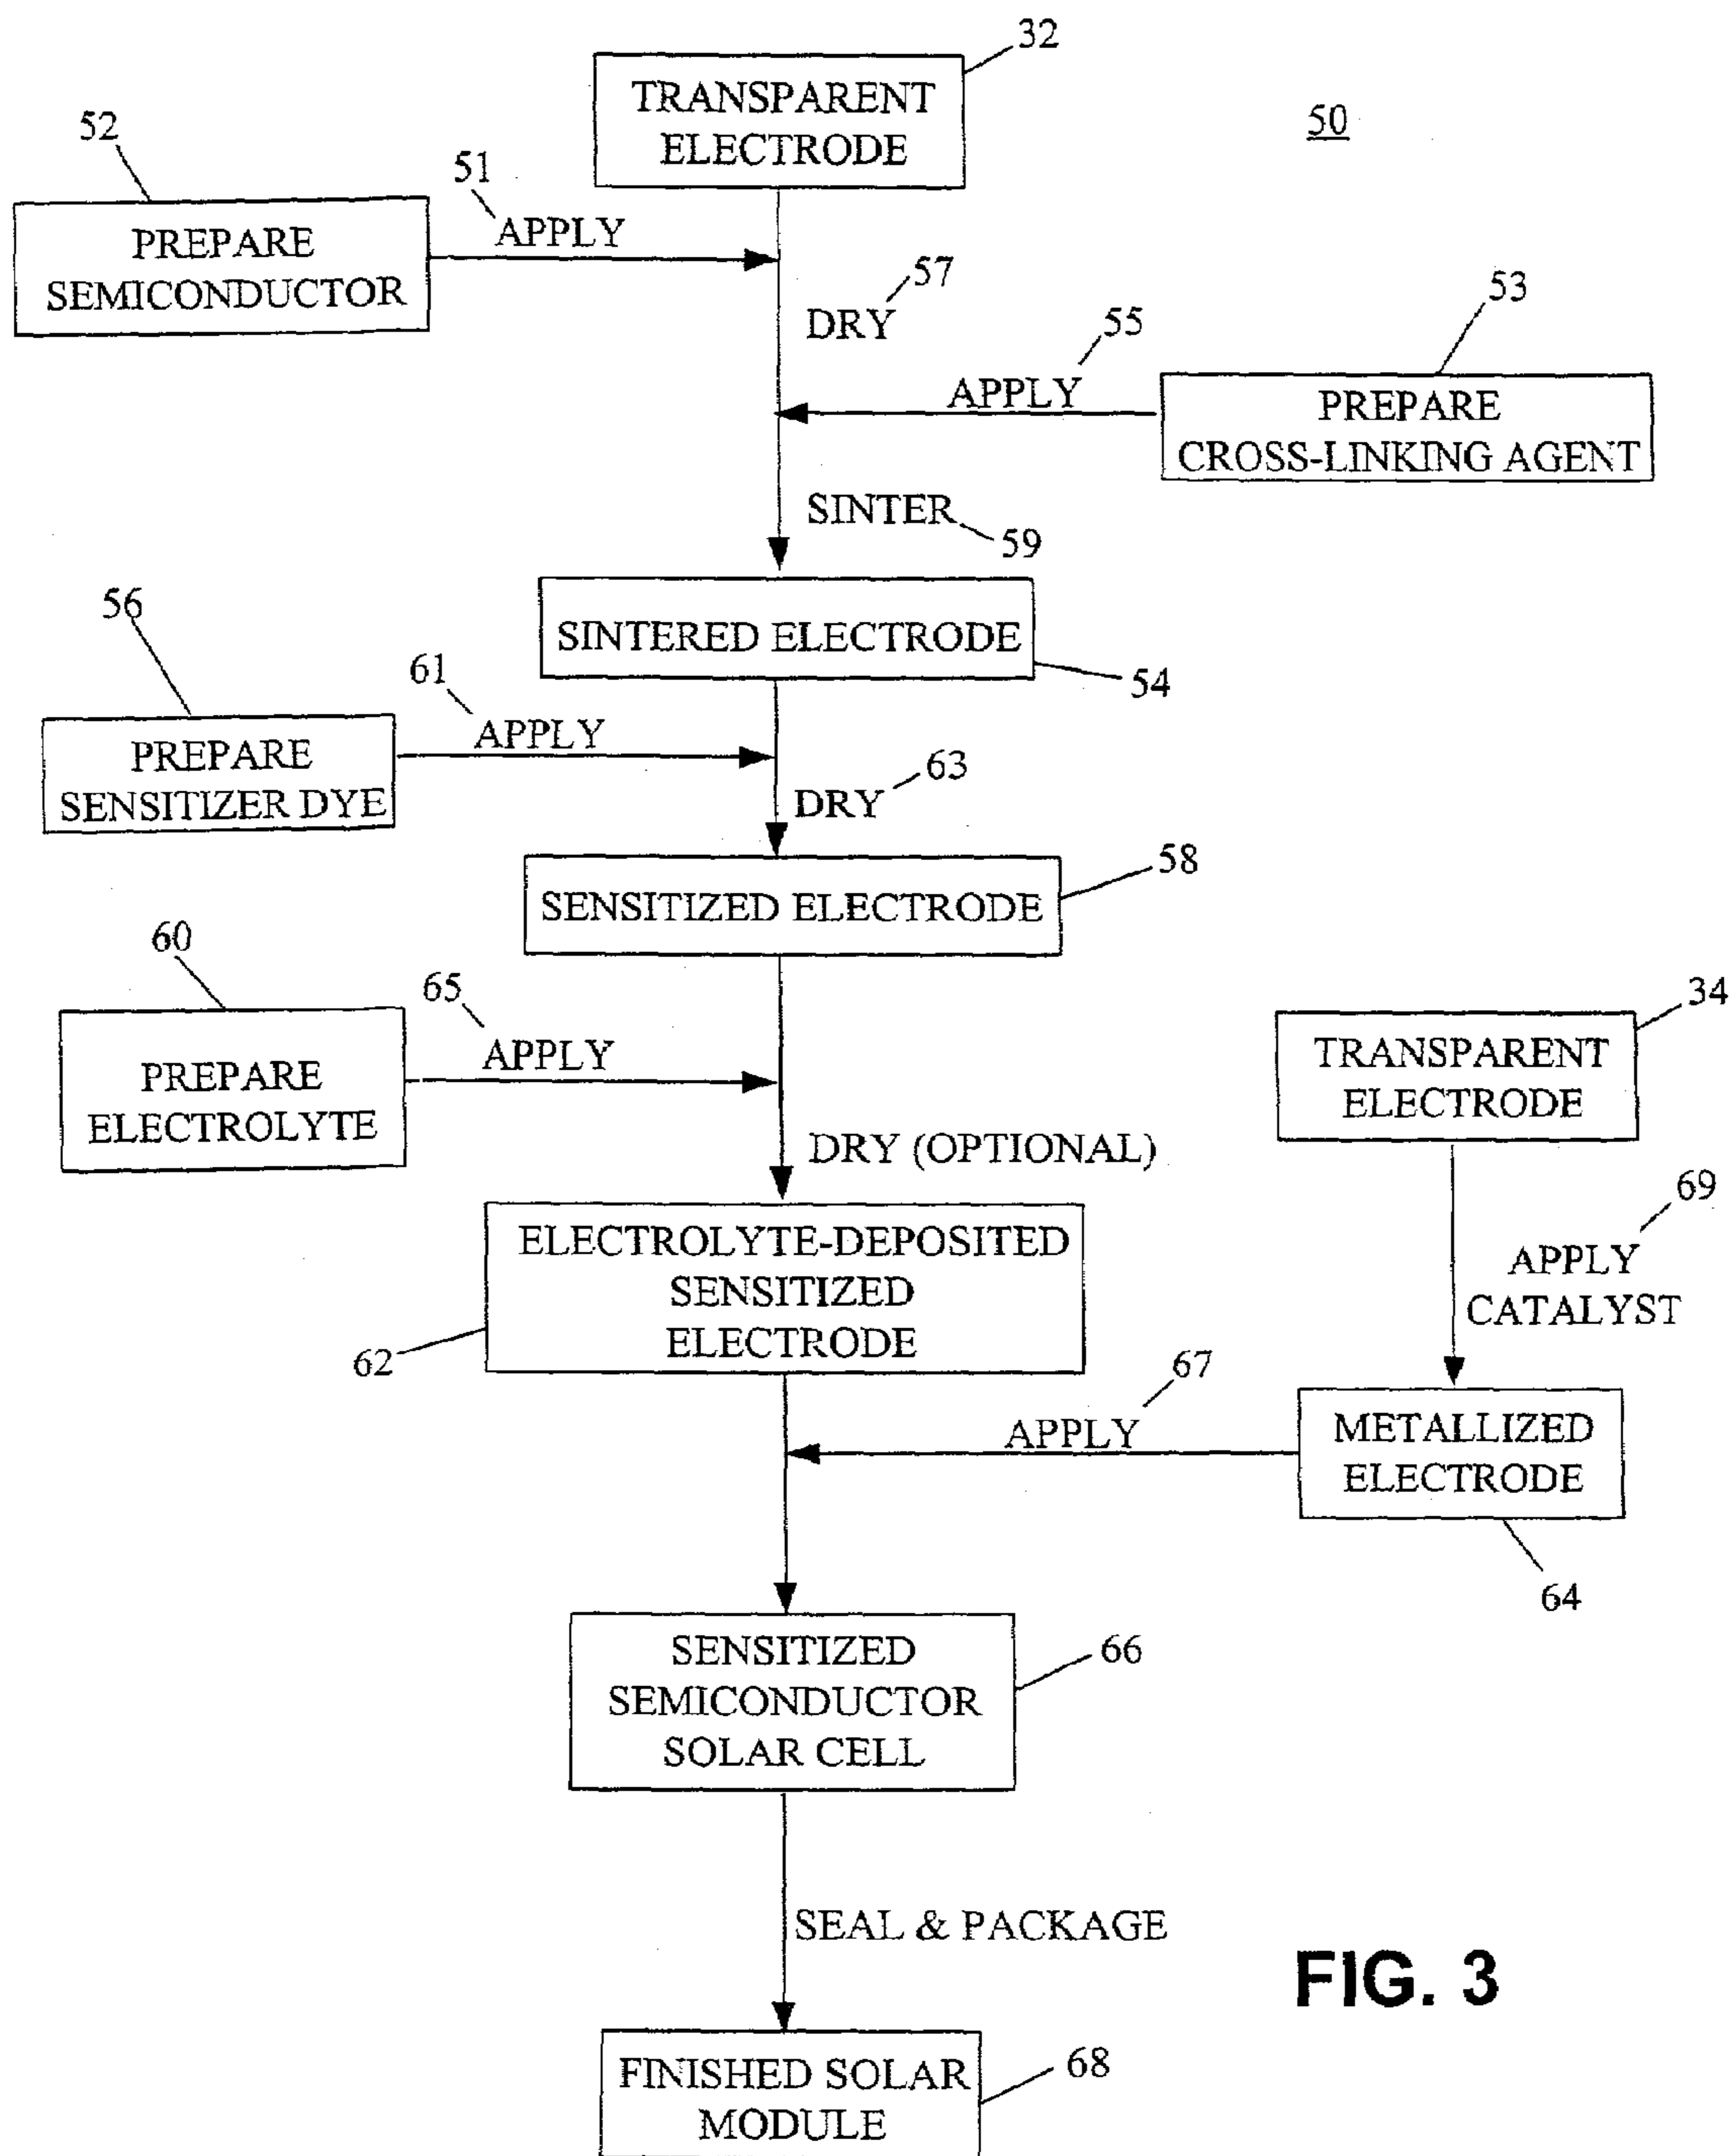 32
TRANSPARENT
ELECTRODE
50
52
51
APPLY
PREPARE
SEMICONDUCTOR
57
DRY
55
53
APPLY
PREPARE
CROSS-LINKING AGENT
SINTER
59
56
SINTERED ELECTRODE
54
61
APPLY
PREPARE
SENSITIZER DYE
63
DRY
58
SENSITIZED ELECTRODE
60
65
APPLY
PREPARE
ELECTROLYTE
34
TRANSPARENT
ELECTRODE
DRY (OPTIONAL)
69
APPLY
CATALYST
ELECTROLYTE-DEPOSITED
SENSITIZED
ELECTRODE
62
67
APPLY
METALLIZED
ELECTRODE
64
SENSITIZED
SEMICONDUCTOR
SOLAR CELL
66
SEAL & PACKAGE
FIG. 3
FINISHED SOLAR
MODULE
68